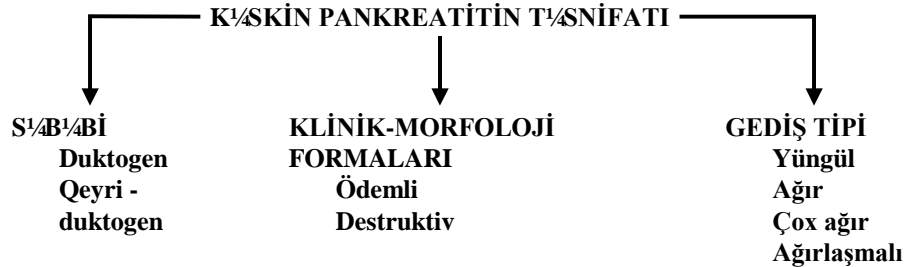 K¼SKİN PANKREATİTİN T¼SNİFATI
S¼B¼Bİ
Duktogen
Qeyri -
duktogen
KLİNİK-MORFOLOJİ
FORMALARI
Ödemli
Destruktiv
GEDİŞ TİPİ
Yüngül
Ağır
Çox ağır
Ağırlaşmalı